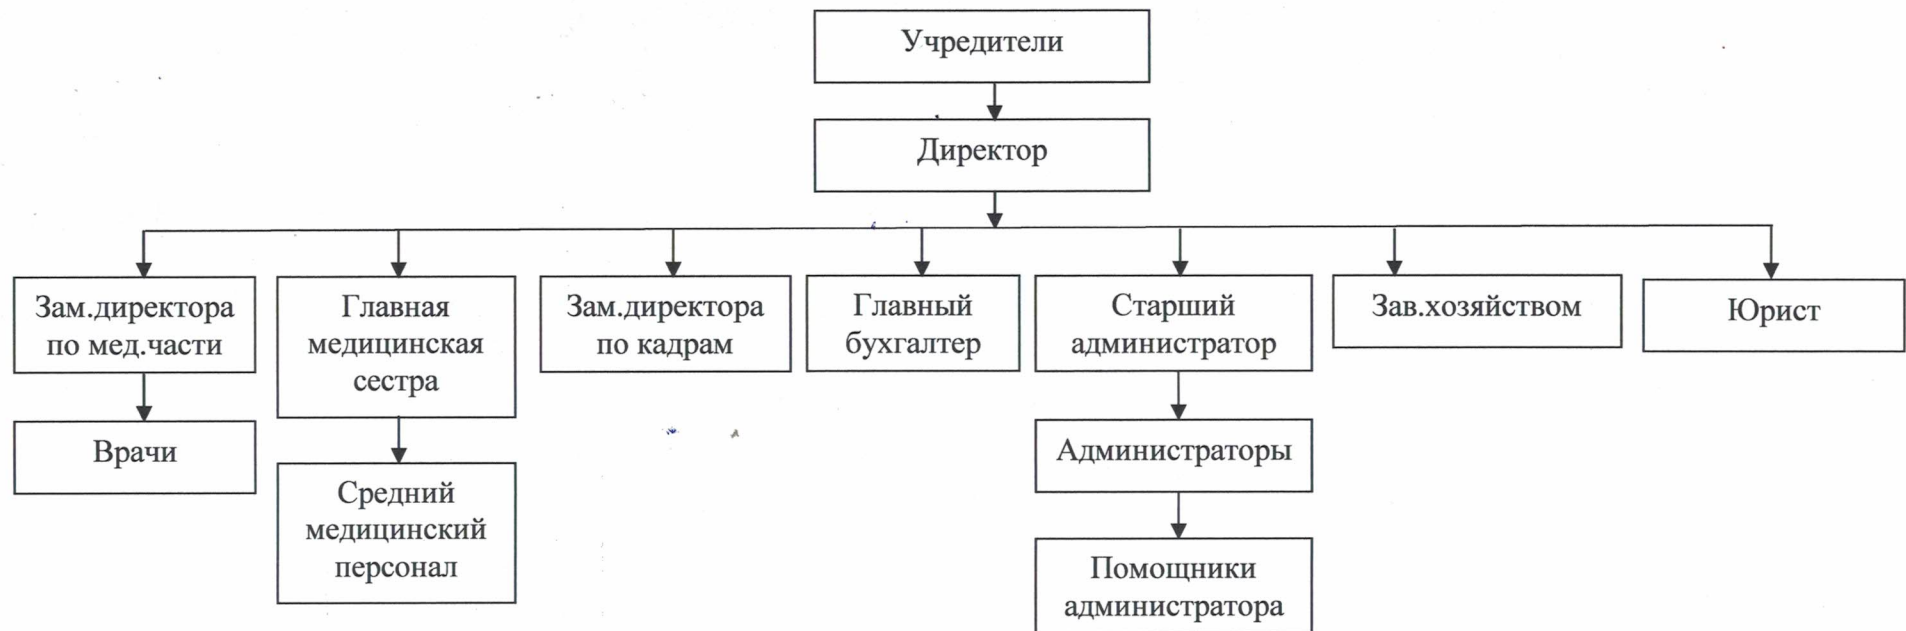 Учредители
Директор
Зам.директора
по мед.части
Главная
медицинская
сестра
Зам.директора
по кадрам
Главный
бухгалтер
Старший
администратор
Зав.хозяйством
Юрист
Врачи
Средний
медицинский
персонал
Администраторы
Помощники
администратора